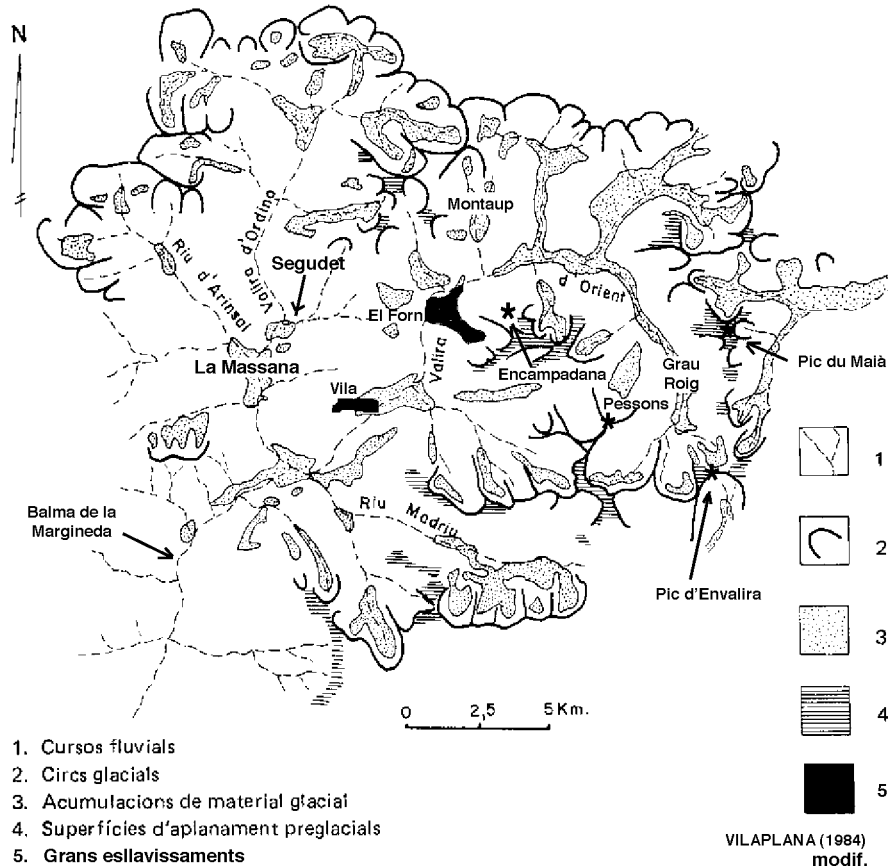 N
Montaup
Valira d'Ordino
Riu d'Arinsal
Segudet
d'Orient
El Forn
Valira
Encampadana
Pic du Maià
La Massana
Grau
Roig
Vila
Pessons
1
Riu Madriu
Balma de la
Margineda
2
Pic d'Envalira
3
0 2,5 5 Km.
4
1. Cursos fluvials
2. Circs glacials
3. Acumulacions de material glacial
4. Superfícies d'aplanament preglacials
5. Grans esllavissaments
5
VILAPLANA (1984)
modif.